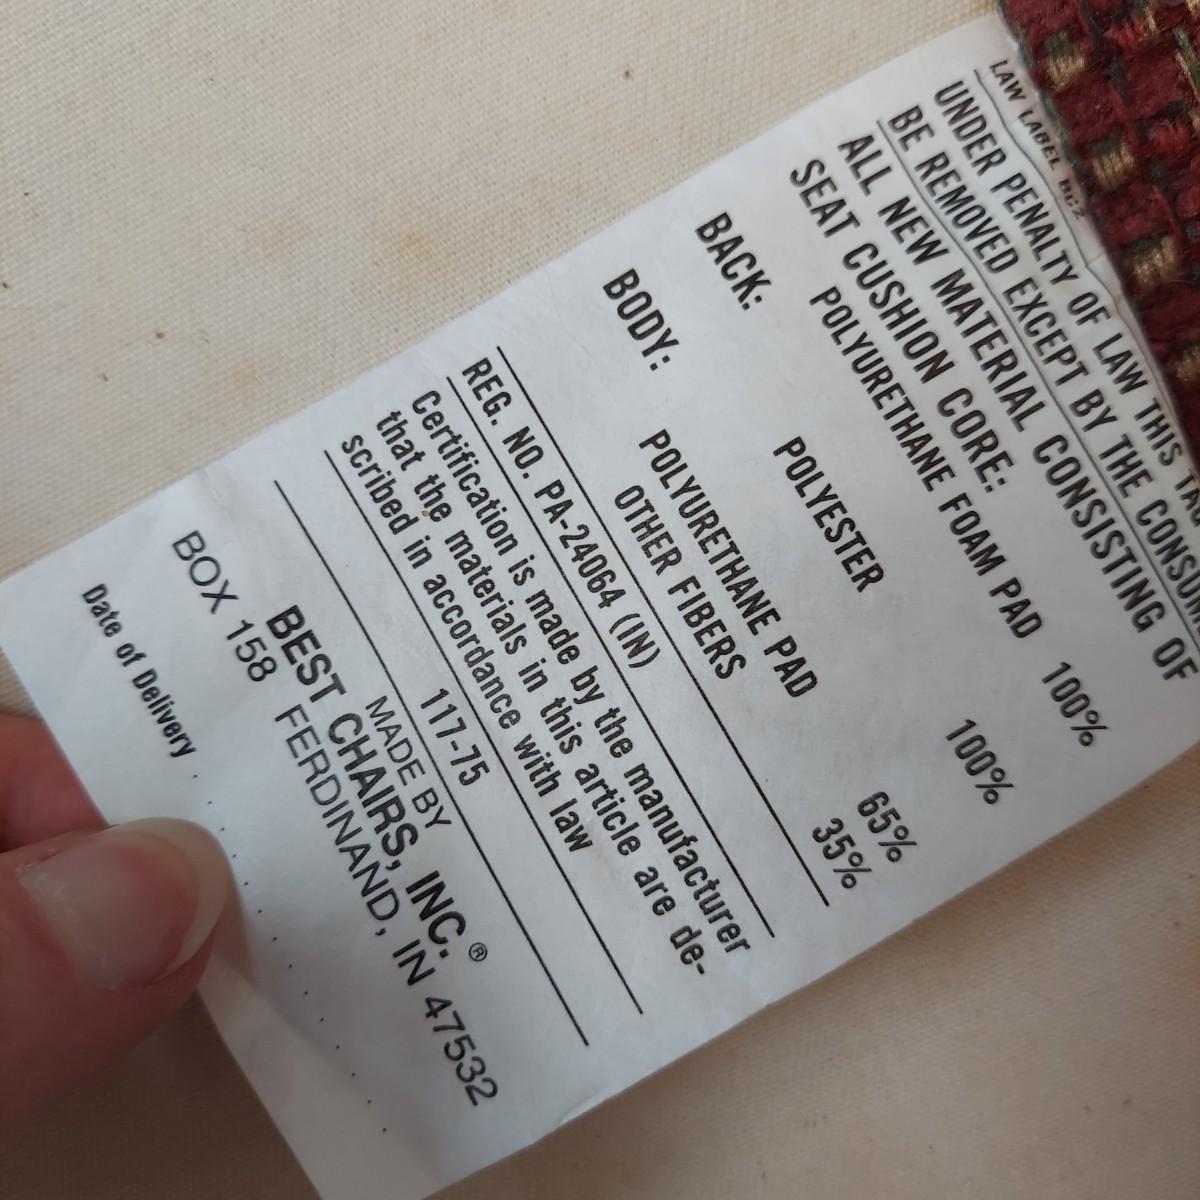 LAW LABEL BCZ
UNDER PENALTY OF LAW THIS
BE REMOVED EXCEPT BY THE
ALL NEW MATERIAL CONSISTING OF
SEAT CUSHION CORE:
POLYURETHANE FOAM PAD 100%
BACK: POLYESTER 100%
BODY: POLYURETHANE PAD 65%
OTHER FIBERS 35%
REG. NO. PA-24064 (IN)
Certification is made by the manufacturer
that the materials in this article are de-
scribed in accordance with law
117-75
MADE BY
BEST CHAIRS, INC.®
BOX 158 FERDINAND, IN 47532
Date of Delivery